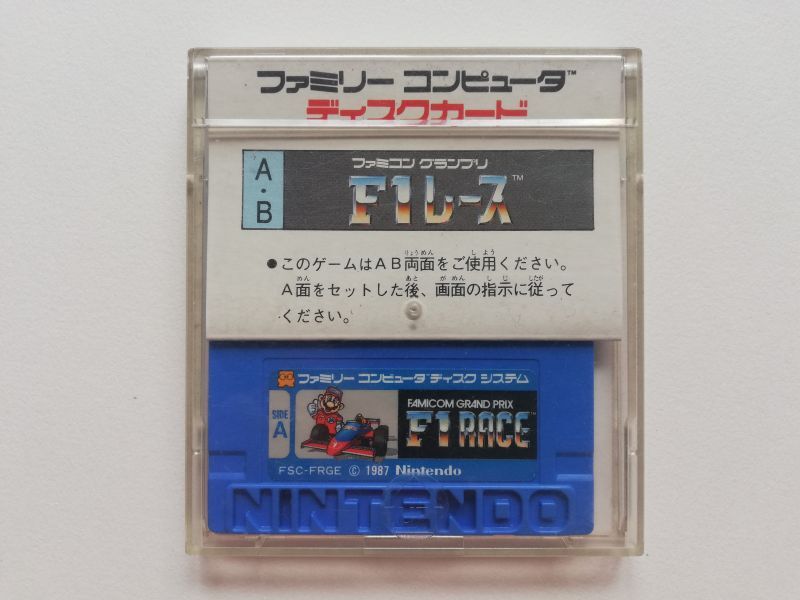 ファミリー コンピュータ™
ディスクカード
A・B
ファミコン グランプリ
F1レース™
●このゲームはAB両面をご使用ください。
A面をセットした後、画面の指示に従って
ください。
ファミリー コンピュータ ディスク システム
SIDE
A
FAMICOM GRAND PRIX
F1 RACE™
FSC-FRGE © 1987 Nintendo
NINTENDO